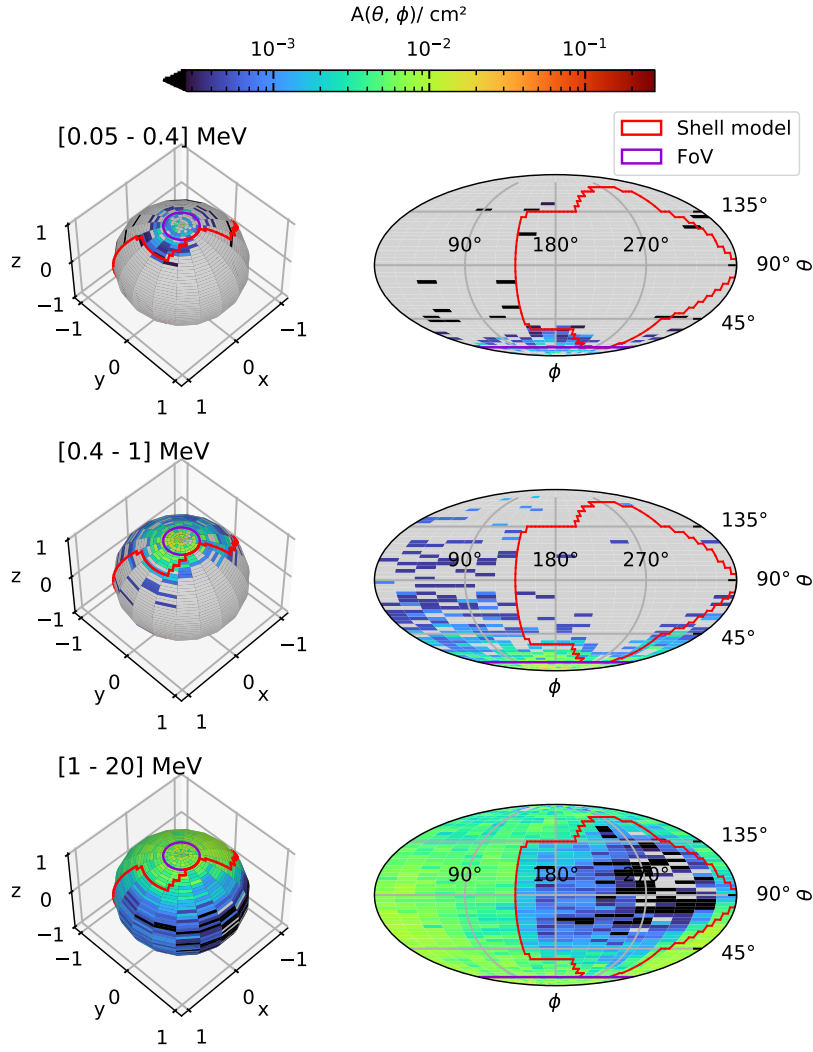 A(θ, ϕ)/ cm²
10⁻³ 10⁻² 10⁻¹
Shell model
FoV
[0.05 - 0.4] MeV
1
z 0
−1
−1 −1
y 0 0 x
1 1
135°
90° 180° 270°
90° θ
45°
ϕ
[0.4 - 1] MeV
1
z 0
−1
−1 −1
y 0 0 x
1 1
135°
90° 180° 270°
90° θ
45°
ϕ
[1 - 20] MeV
1
z 0
−1
−1 −1
y 0 0 x
1 1
135°
90° 180° 270°
90° θ
45°
ϕ